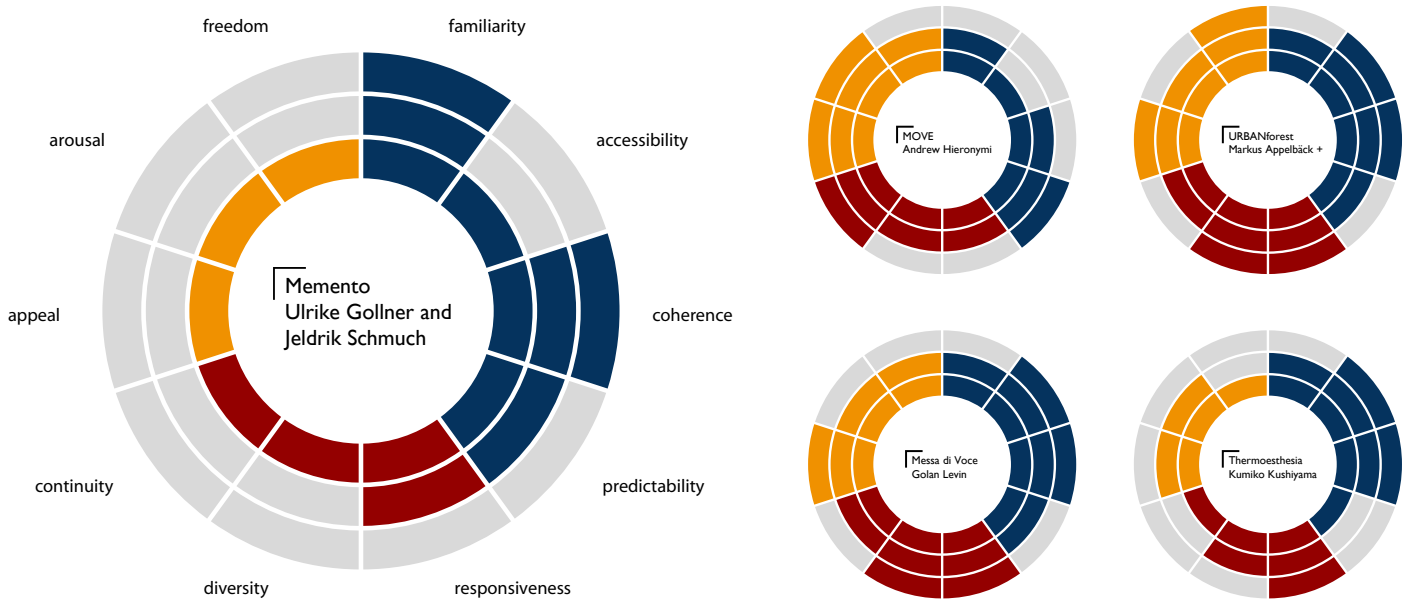 freedom
familiarity
arousal
accessibility
appeal
coherence
continuity
predictability
diversity
responsiveness
Memento
Ulrike Gollner and
Jeldrik Schmuch
MOVE
Andrew Hieronymi
URBANforest
Markus Appelbäck +
Messa di Voce
Golan Levin
Thermoesthesia
Kumiko Kushiyama